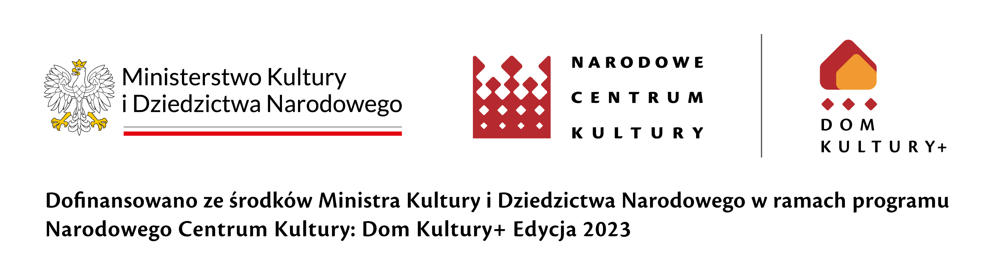 Ministerstwo Kultury
i Dziedzictwa Narodowego
NARODOWE
CENTRUM
KULTURY
DOM
KULTURY+
Dofinansowano ze środków Ministra Kultury i Dziedzictwa Narodowego w ramach programu
Narodowego Centrum Kultury: Dom Kultury+ Edycja 2023